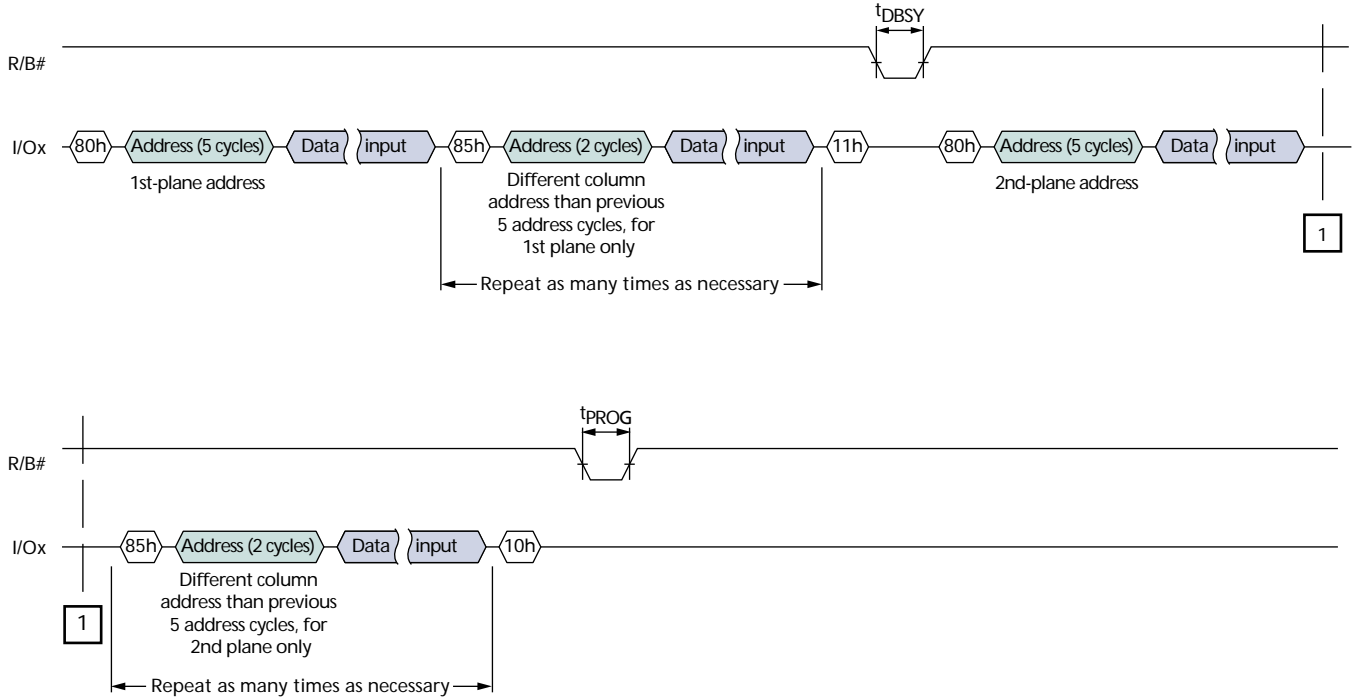 tDBSY
R/B#
I/Ox
80h Address (5 cycles) Data input 85h Address (2 cycles) Data input 11h 80h Address (5 cycles) Data input
1st-plane address
Different column
address than previous
5 address cycles, for
1st plane only
2nd-plane address
1
Repeat as many times as necessary
tPROG
R/B#
I/Ox
85h Address (2 cycles) Data input 10h
Different column
address than previous
5 address cycles, for
2nd plane only
1
Repeat as many times as necessary